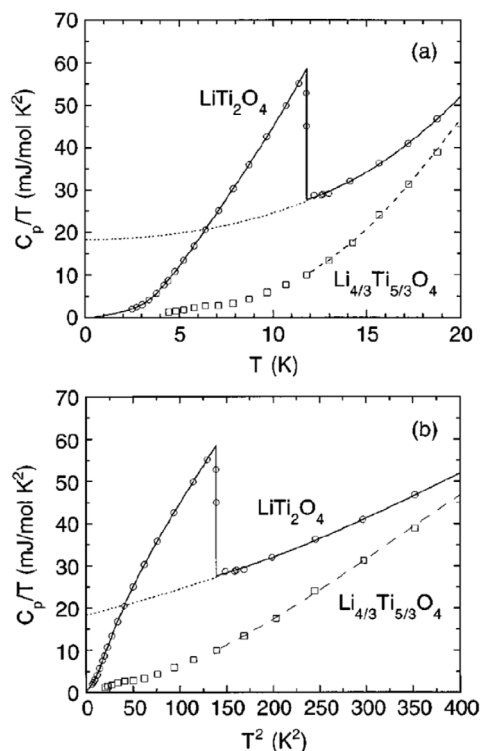 (a)
70
60
50
40
30
20
10
0
C_p/T (mJ/mol K²)
LiTi₂O₄
Li₄/₃Ti₅/₃O₄
0 5 10 15 20
T (K)
(b)
70
60
50
40
30
20
10
0
C_p/T (mJ/mol K²)
LiTi₂O₄
Li₄/₃Ti₅/₃O₄
0 50 100 150 200 250 300 350 400
T² (K²)